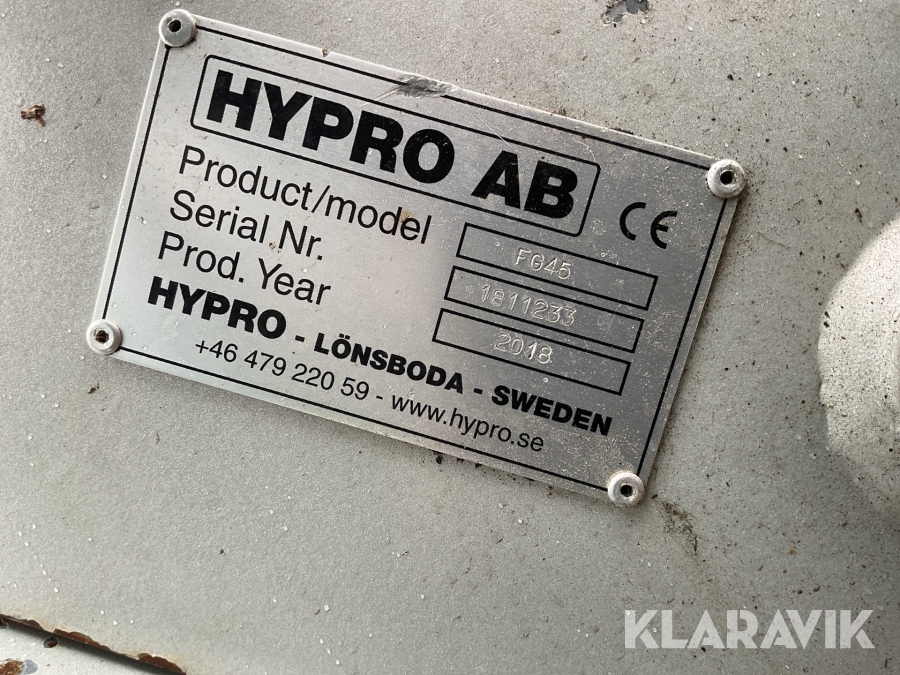 HYPRO AB
CE
Product/model FG45
Serial Nr. 1811233
Prod. Year 2018
HYPRO - LÖNSBODA - SWEDEN
+46 479 220 59 - www.hypro.se
KLARAVIK